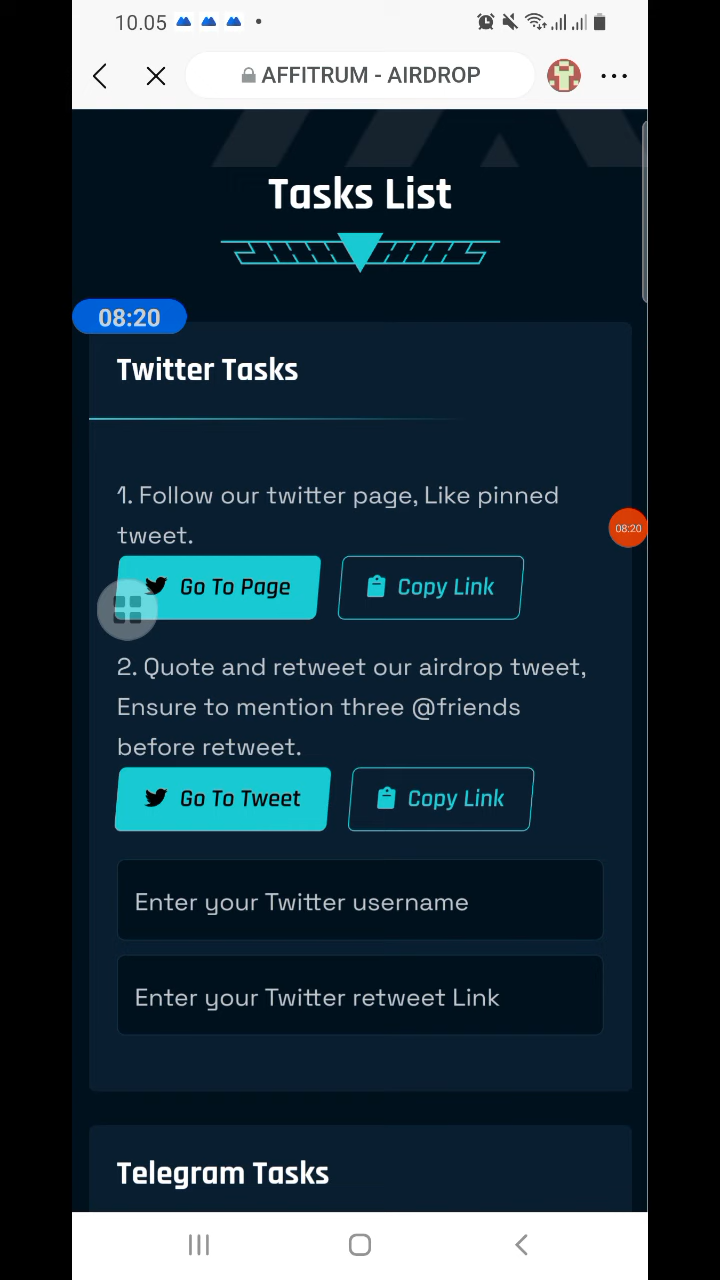 10.05
AFFITRUM - AIRDROP
Tasks List
08:20
Twitter Tasks
1. Follow our twitter page, Like pinned
tweet.
08:20
Go To Page
Copy Link
2. Quote and retweet our airdrop tweet,
Ensure to mention three @friends
before retweet.
Go To Tweet
Copy Link
Enter your Twitter username
Enter your Twitter retweet Link
Telegram Tasks